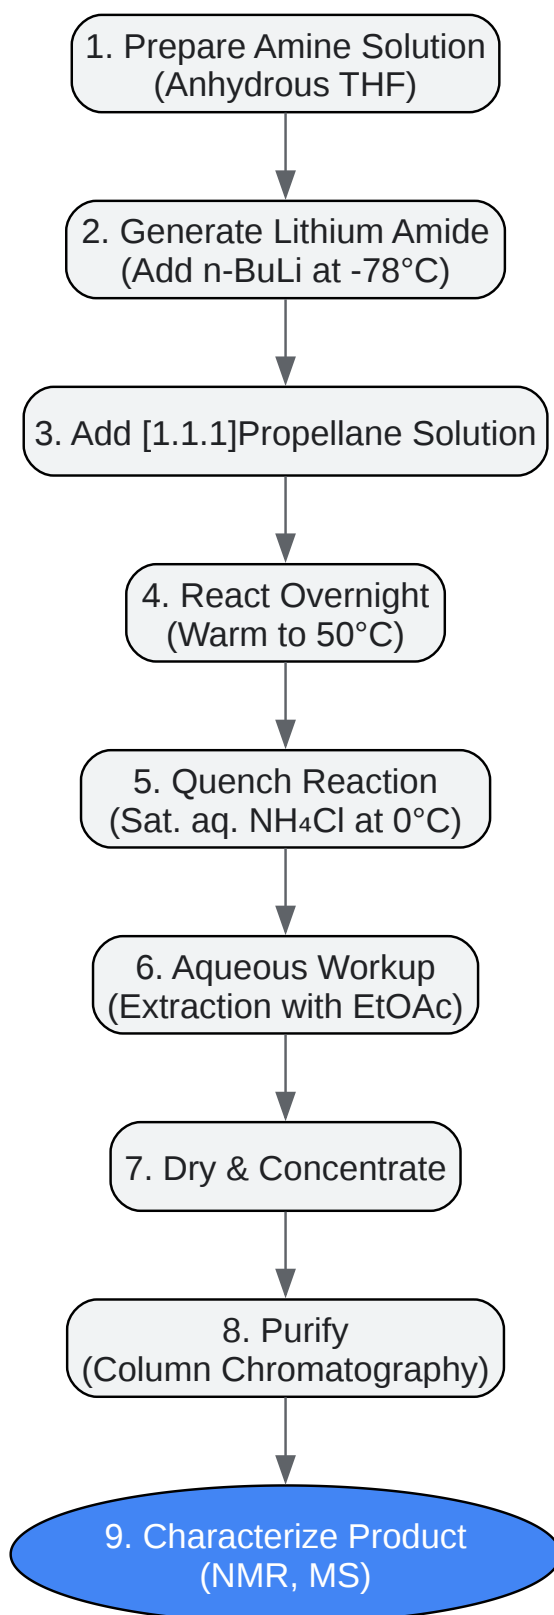 1. Prepare Amine Solution
(Anhydrous THF)
2. Generate Lithium Amide
(Add n-BuLi at -78°C)
3. Add [1.1.1]Propellane Solution
4. React Overnight
(Warm to 50°C)
5. Quench Reaction
(Sat. aq. NH₄Cl at 0°C)
6. Aqueous Workup
(Extraction with EtOAc)
7. Dry & Concentrate
8. Purify
(Column Chromatography)
9. Characterize Product
(NMR, MS)